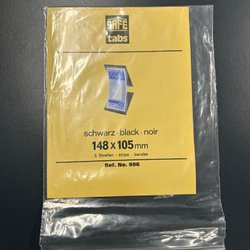 SAFE
tabs
schwarz · black · noir
148 x 105 mm
5 Streifen - strips - bandes
Ref. No. 996